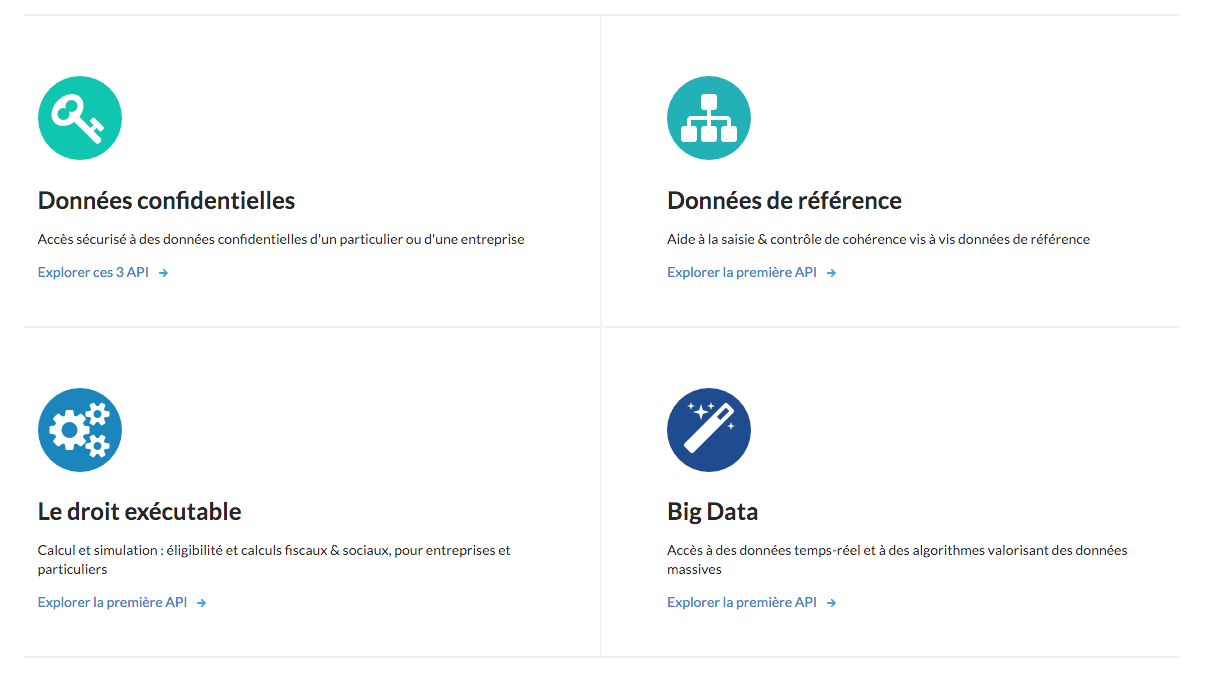 Données confidentielles
Accès sécurisé à des données confidentielles d'un particulier ou d'une entreprise
Explorer ces 3 API
Données de référence
Aide à la saisie & contrôle de cohérence vis à vis données de référence
Explorer la première API
Le droit exécutable
Calcul et simulation : éligibilité et calculs fiscaux & sociaux, pour entreprises et
particuliers
Explorer la première API
Big Data
Accès à des données temps-réel et à des algorithmes valorisant des données
massives
Explorer la première API